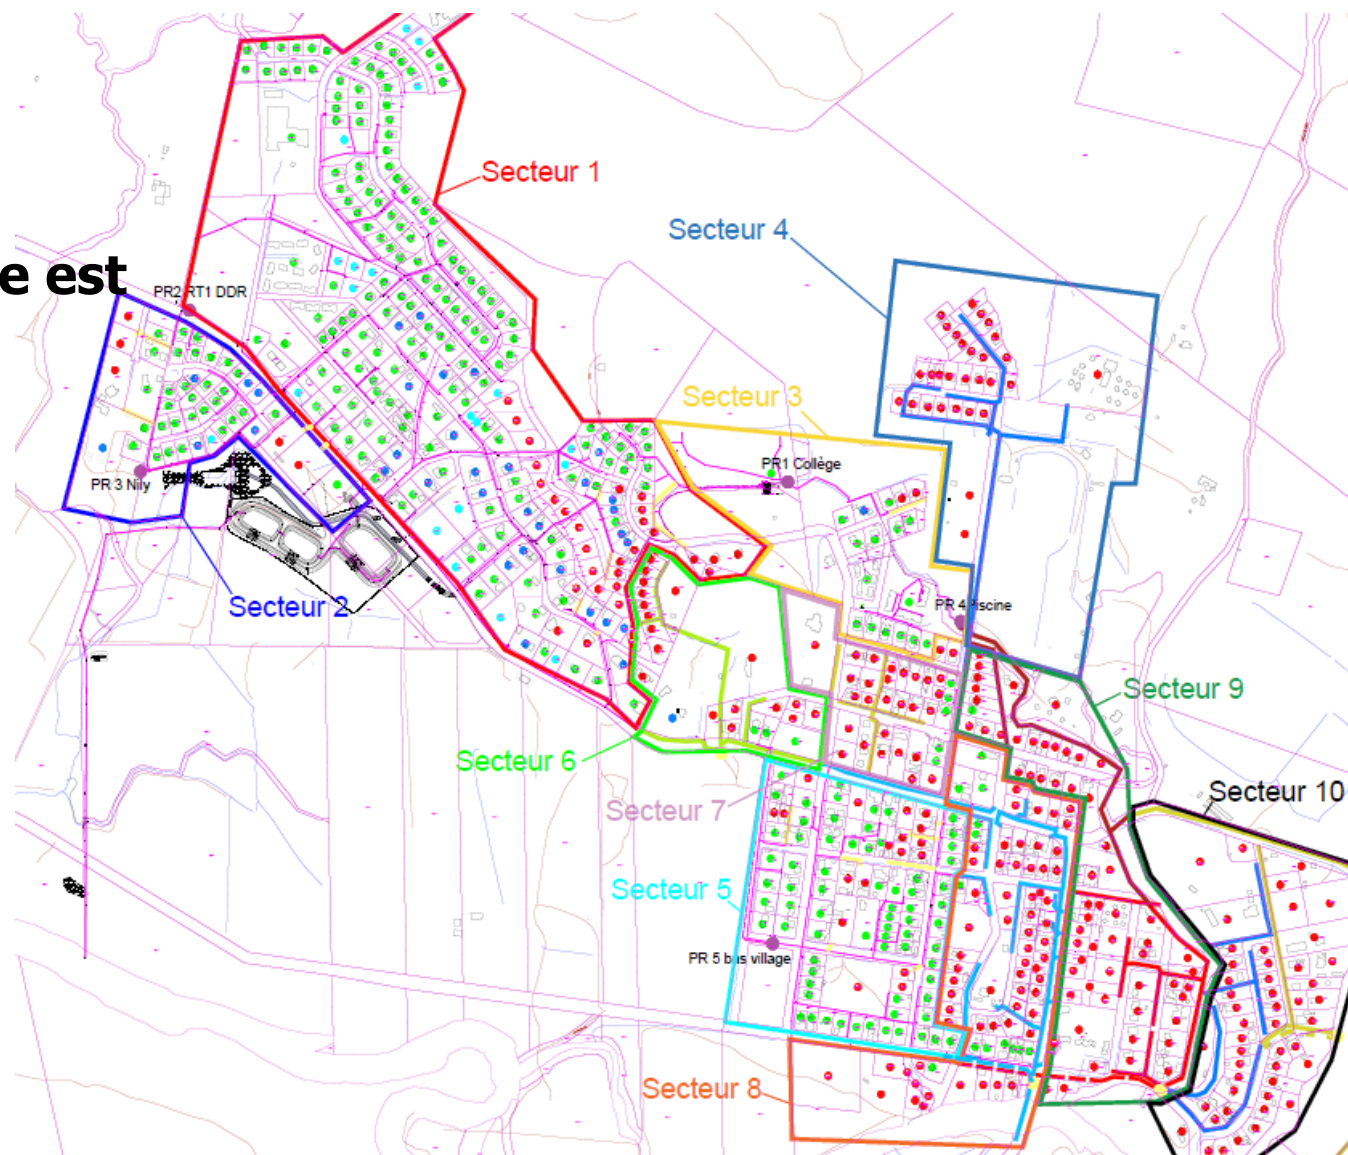 Secteur 1
Secteur 4
e est
PR2 RT1 DDR
Secteur 3
PR1 Collège
PR 3 Nily
Secteur 2
PR 4 Piscine
Secteur 9
Secteur 6
Secteur 10
Secteur 7
Secteur 5
PR 5 bas village
Secteur 8